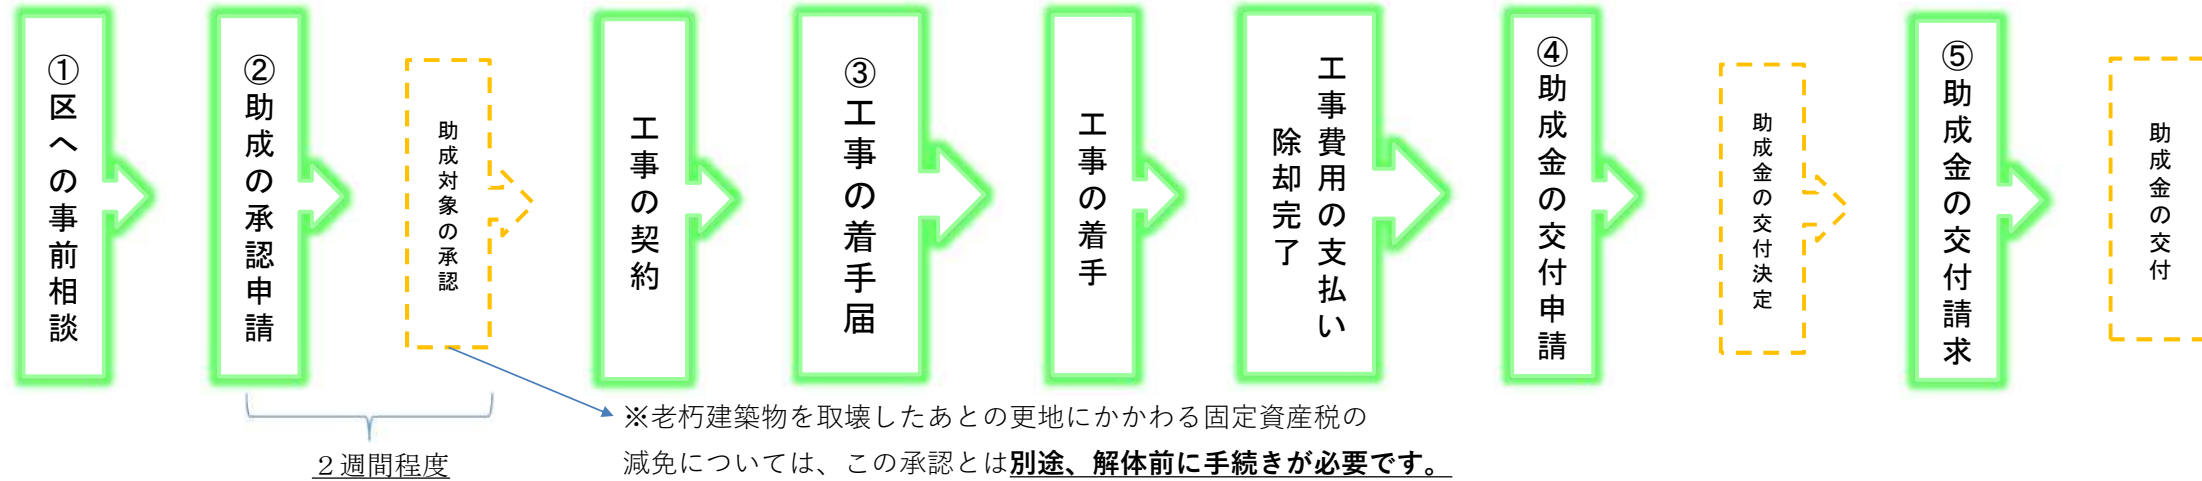 ①区への事前相談
②助成の承認申請
助成対象の承認
工事の契約
③工事の着手届
工事の着手
工事費用の支払い
除却完了
④助成金の交付申請
助成金の交付決定
⑤助成金の交付請求
助成金の交付
２週間程度
※老朽建築物を取壊したあとの更地にかかわる固定資産税の
減免については、この承認とは別途、解体前に手続きが必要です。